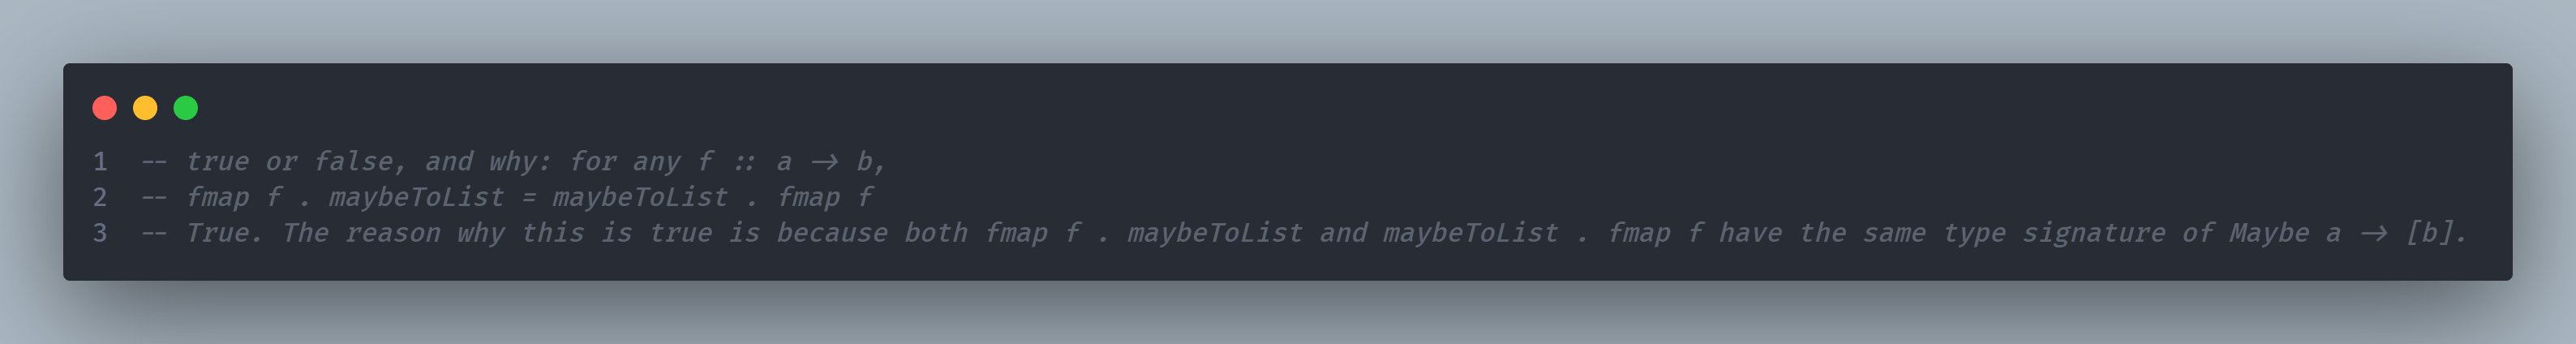 1 -- true or false, and why: for any f :: a -> b,
2 -- fmap f . maybeToList = maybeToList . fmap f
3 -- True. The reason why this is true is because both fmap f . maybeToList and maybeToList . fmap f have the same type signature of Maybe a -> [b].